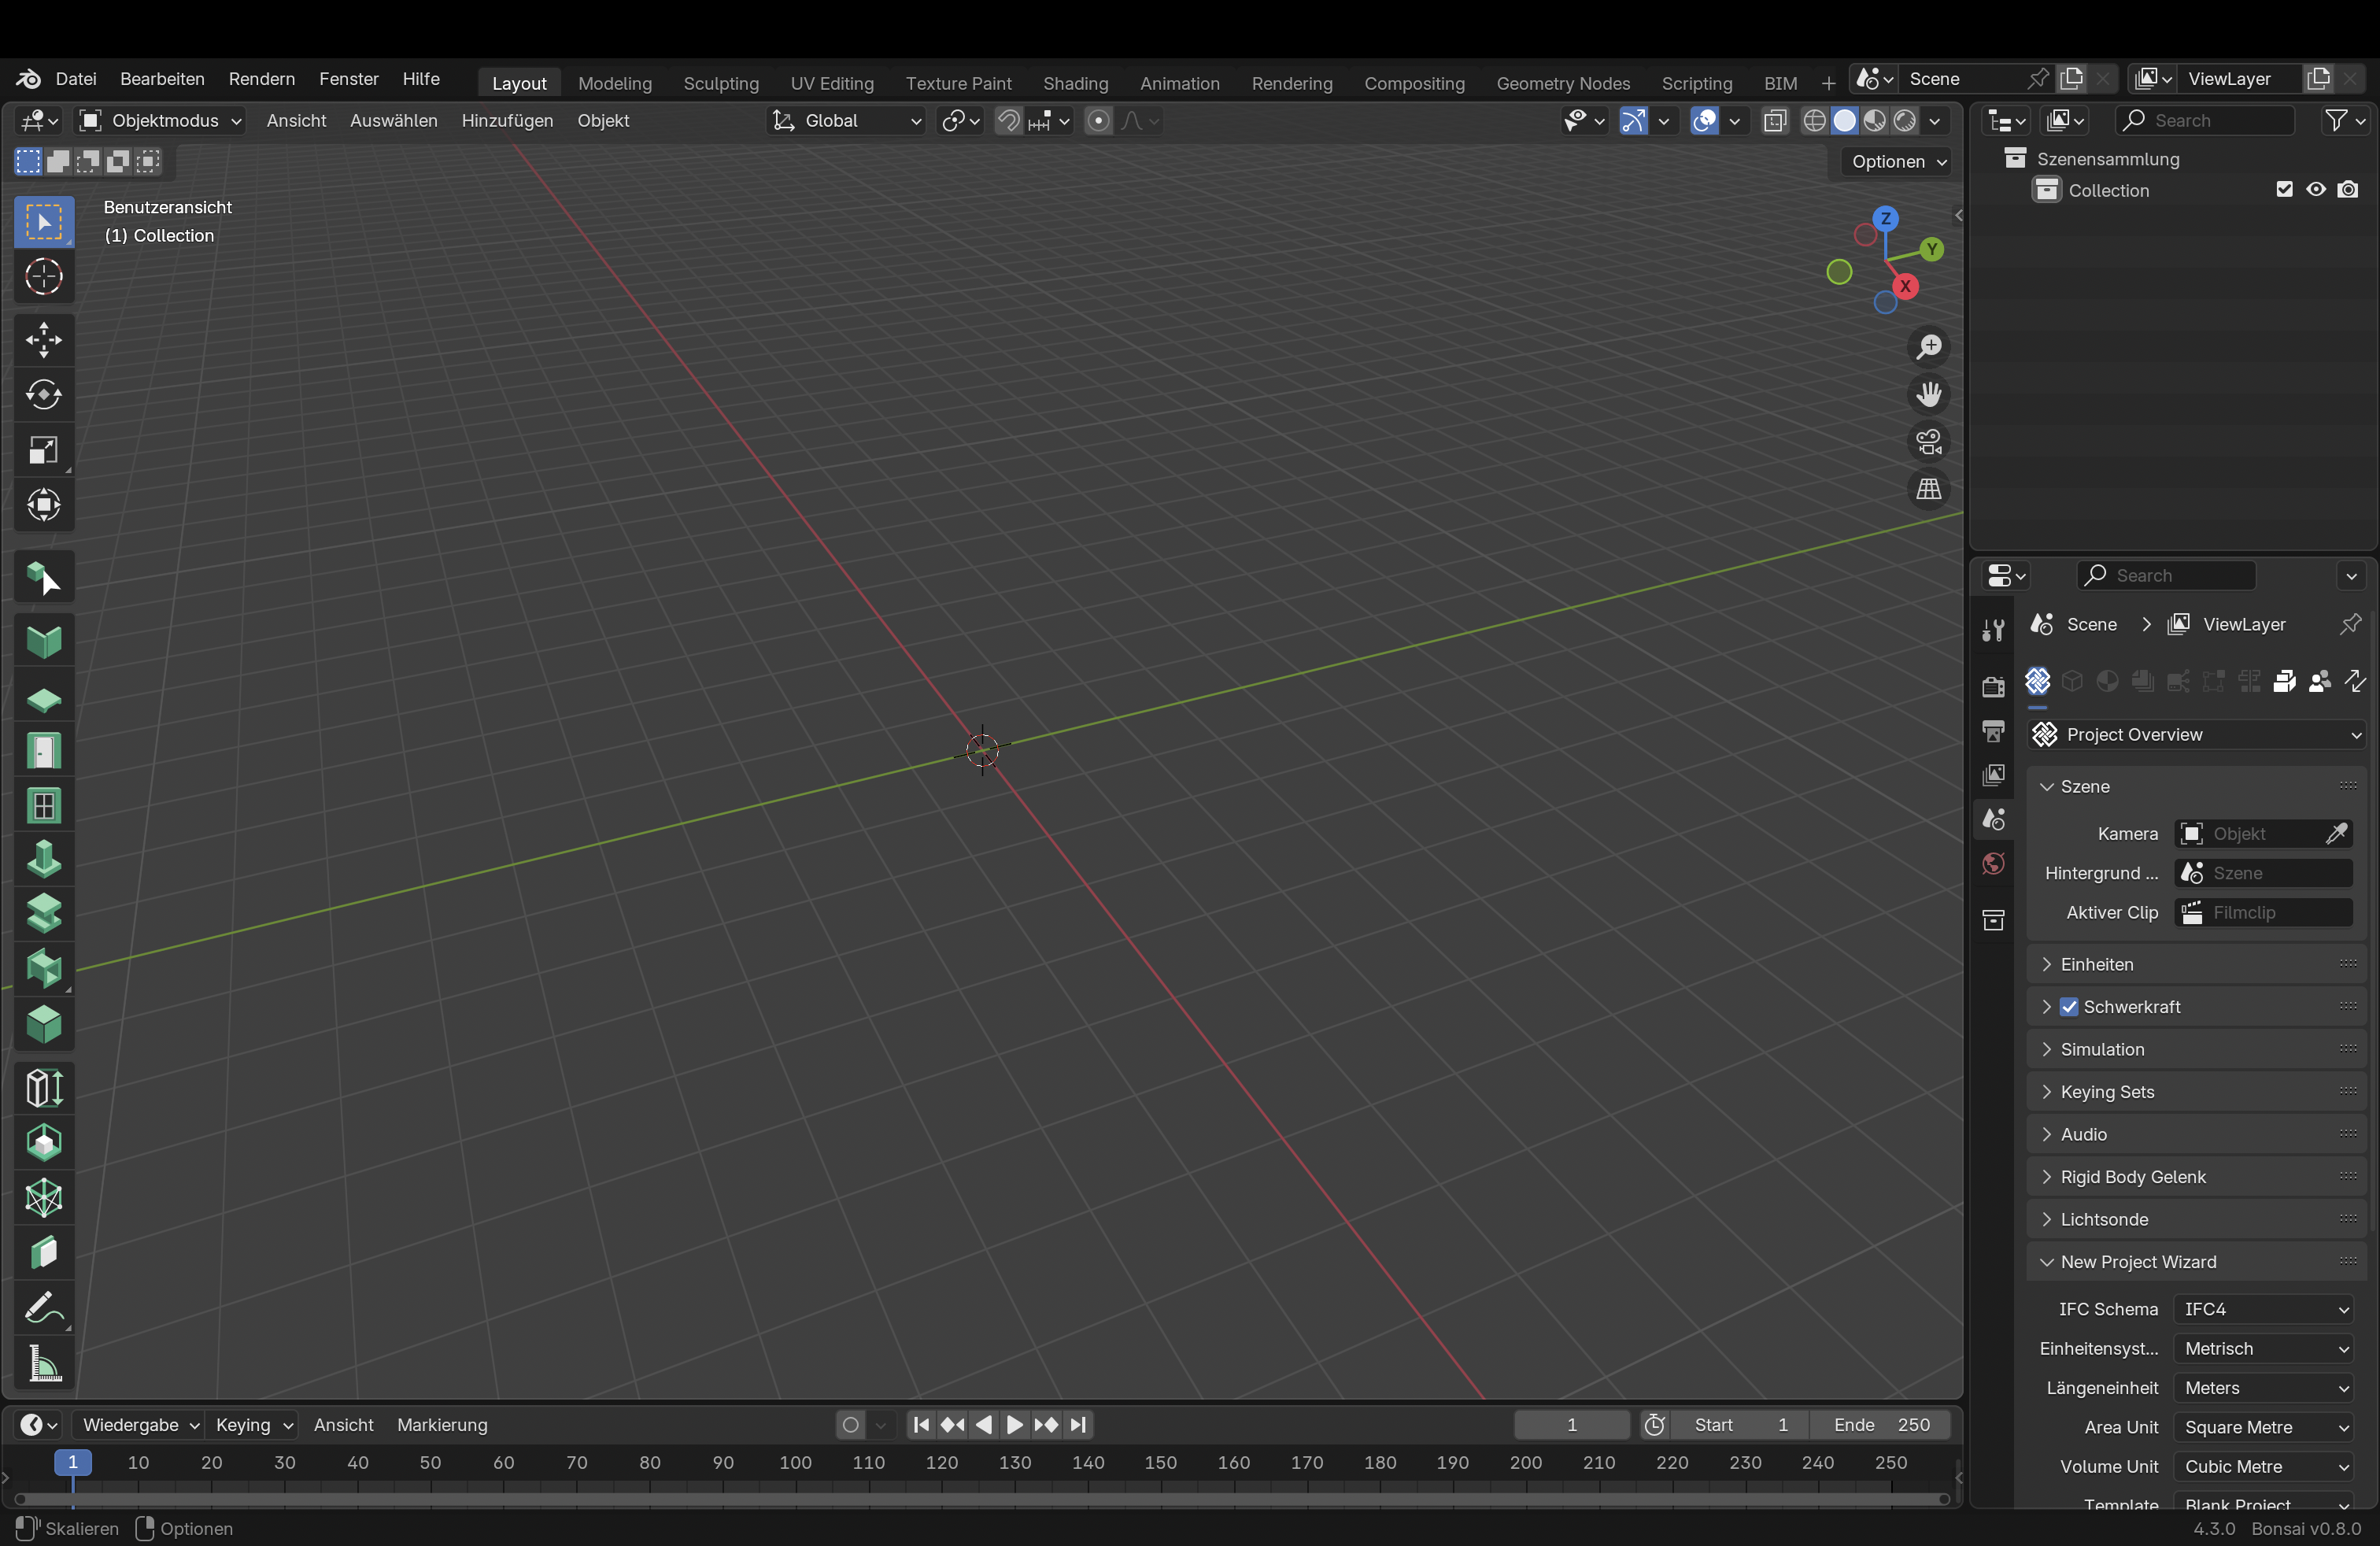 Datei Bearbeiten Rendern Fenster Hilfe Layout Modeling Sculpting UV Editing Texture Paint Shading Animation Rendering Compositing Geometry Nodes Scripting BIM + Scene ViewLayer
Objektmodus Ansicht Auswählen Hinzufügen Objekt Global Search
Optionen
Szenensammlung
Collection
Benutzeransicht
(1) Collection
Z
Y
X
Search
Scene > ViewLayer
Project Overview
Szene
Kamera Objekt
Hintergrund ... Szene
Aktiver Clip Filmclip
Einheiten
Schwerkraft
Simulation
Keying Sets
Audio
Rigid Body Gelenk
Lichtsonde
New Project Wizard
IFC Schema IFC4
Einheitensyst... Metrisch
Längeneinheit Meters
Area Unit Square Metre
Volume Unit Cubic Metre
Template Blank Project
Wiedergabe Keying Ansicht Markierung 1 Start 1 Ende 250
1 10 20 30 40 50 60 70 80 90 100 110 120 130 140 150 160 170 180 190 200 210 220 230 240 250
Skalieren Optionen 4.3.0 Bonsai v0.8.0